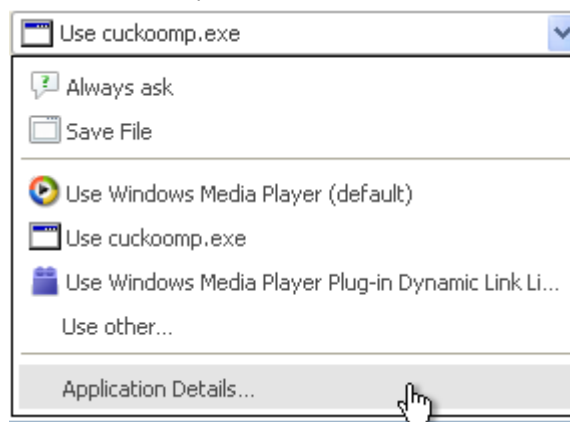 Use cuckoomp.exe
Always ask
Save File
Use Windows Media Player (default)
Use cuckoomp.exe
Use Windows Media Player Plug-in Dynamic Link Li...
Use other...
Application Details...